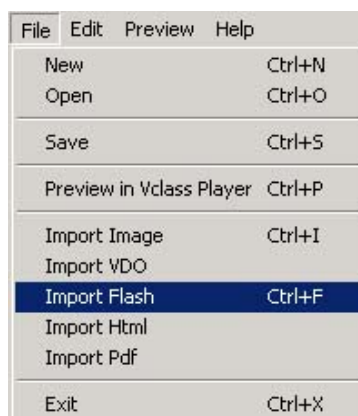 File Edit Preview Help
New Ctrl+N
Open Ctrl+O
Save Ctrl+S
Preview in Vclass Player Ctrl+P
Import Image Ctrl+I
Import VDO
Import Flash Ctrl+F
Import Html
Import Pdf
Exit Ctrl+X